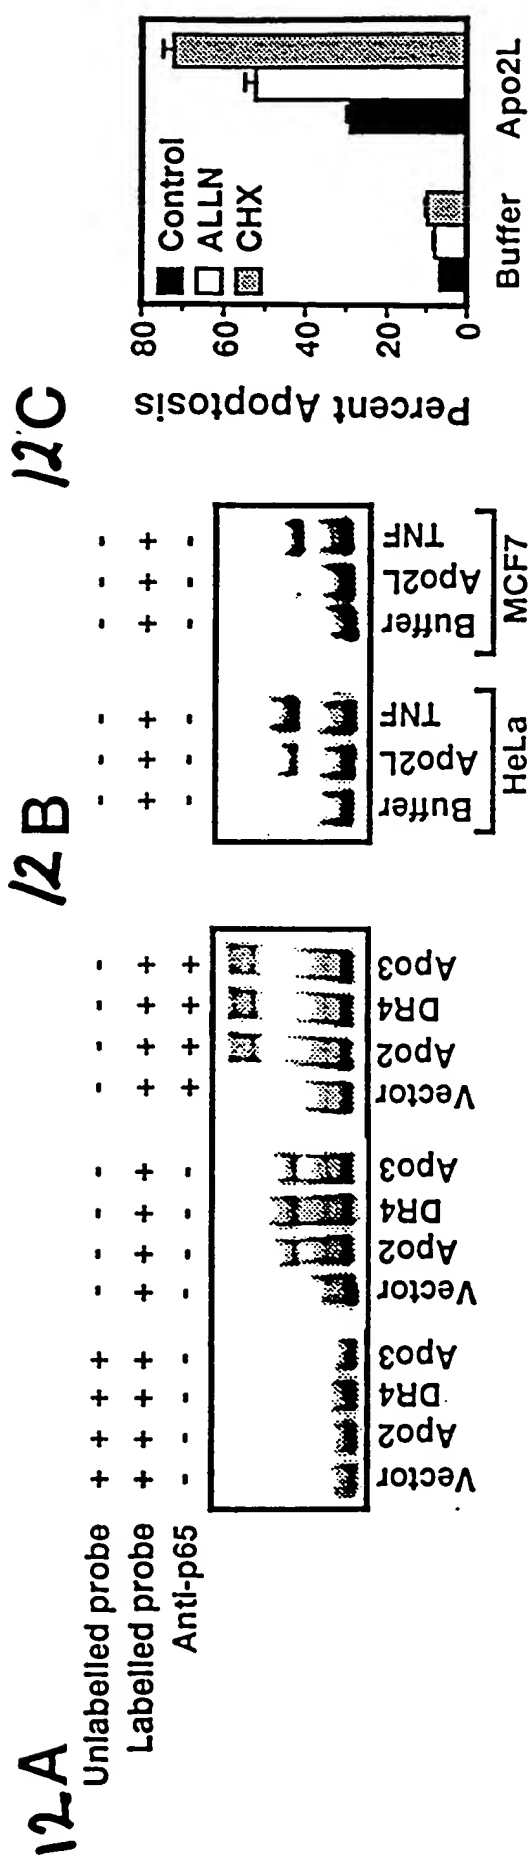 12A
Unlabelled probe + + + + - - - - - - - -
Labelled probe + + + + + + + + + + + +
Anti-p65 - - - - - - - - + + + +
Vector Apo2 DR4 Apo3 Vector Apo2 DR4 Apo3 Vector Apo2 DR4 Apo3
12B
- - - - - -
+ + + + + +
- - - - - -
Buffer Apo2L TNF Buffer Apo2L TNF
HeLa MCF7
12C
Percent Apoptosis
80
60
40
20
0
Control
ALLN
CHX
Buffer Apo2L